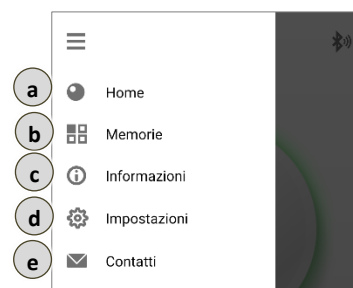 a Home
b Memorie
c Informazioni
d Impostazioni
e Contatti